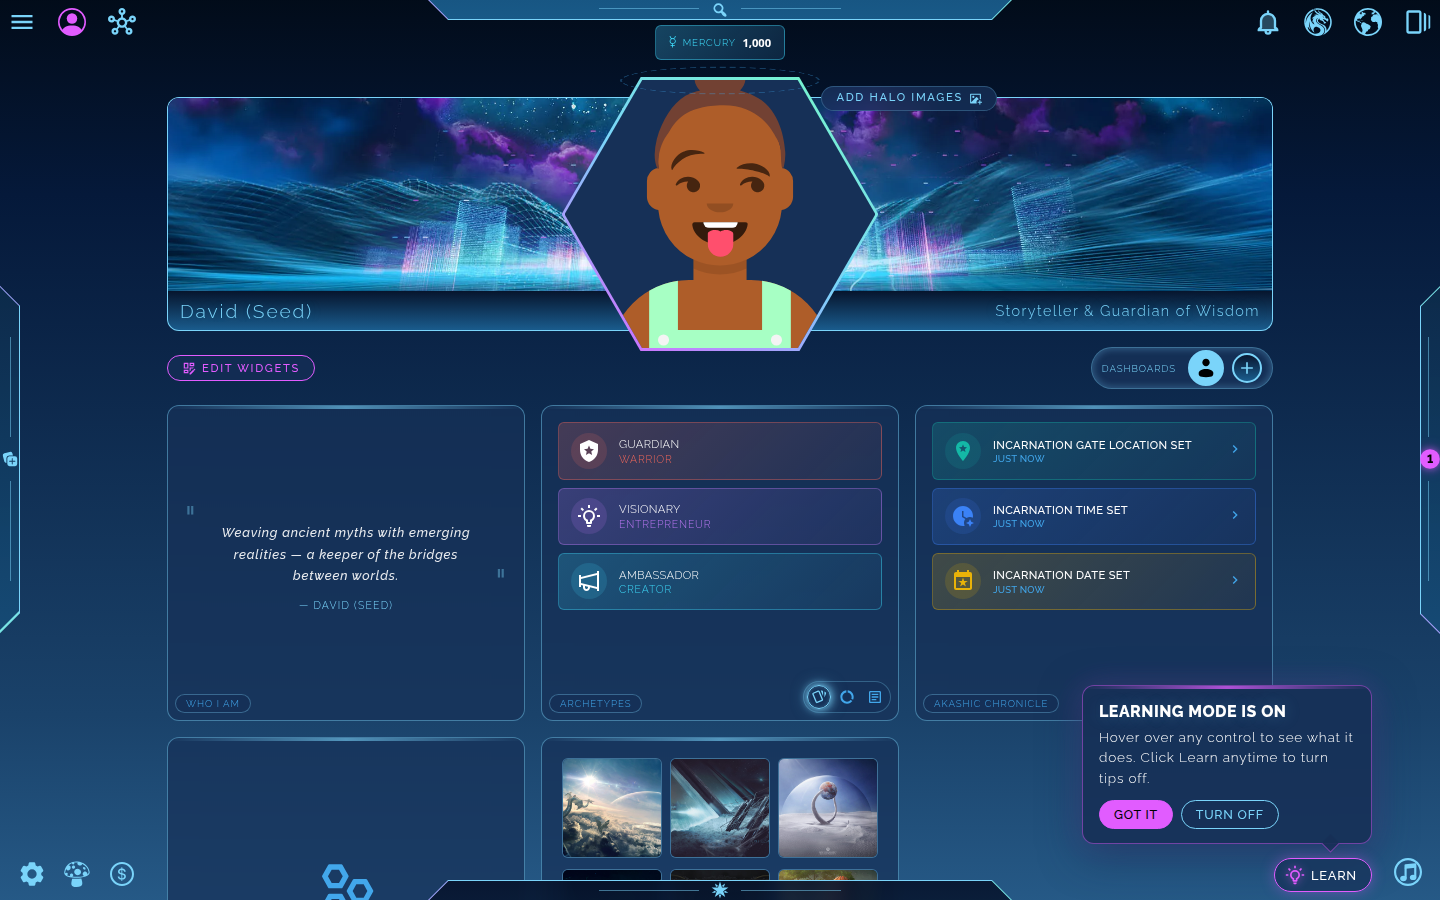 MERCURY 1,000
ADD HALO IMAGES
David (Seed)
Storyteller & Guardian of Wisdom
EDIT WIDGETS
DASHBOARDS
"
Weaving ancient myths with emerging
realities — a keeper of the bridges
between worlds.
"
— DAVID (SEED)
WHO I AM
GUARDIAN
WARRIOR
VISIONARY
ENTREPRENEUR
AMBASSADOR
CREATOR
ARCHETYPES
INCARNATION GATE LOCATION SET
JUST NOW
INCARNATION TIME SET
JUST NOW
INCARNATION DATE SET
JUST NOW
AKASHIC CHRONICLE
1
LEARNING MODE IS ON
Hover over any control to see what it
does. Click Learn anytime to turn
tips off.
GOT IT
TURN OFF
LEARN